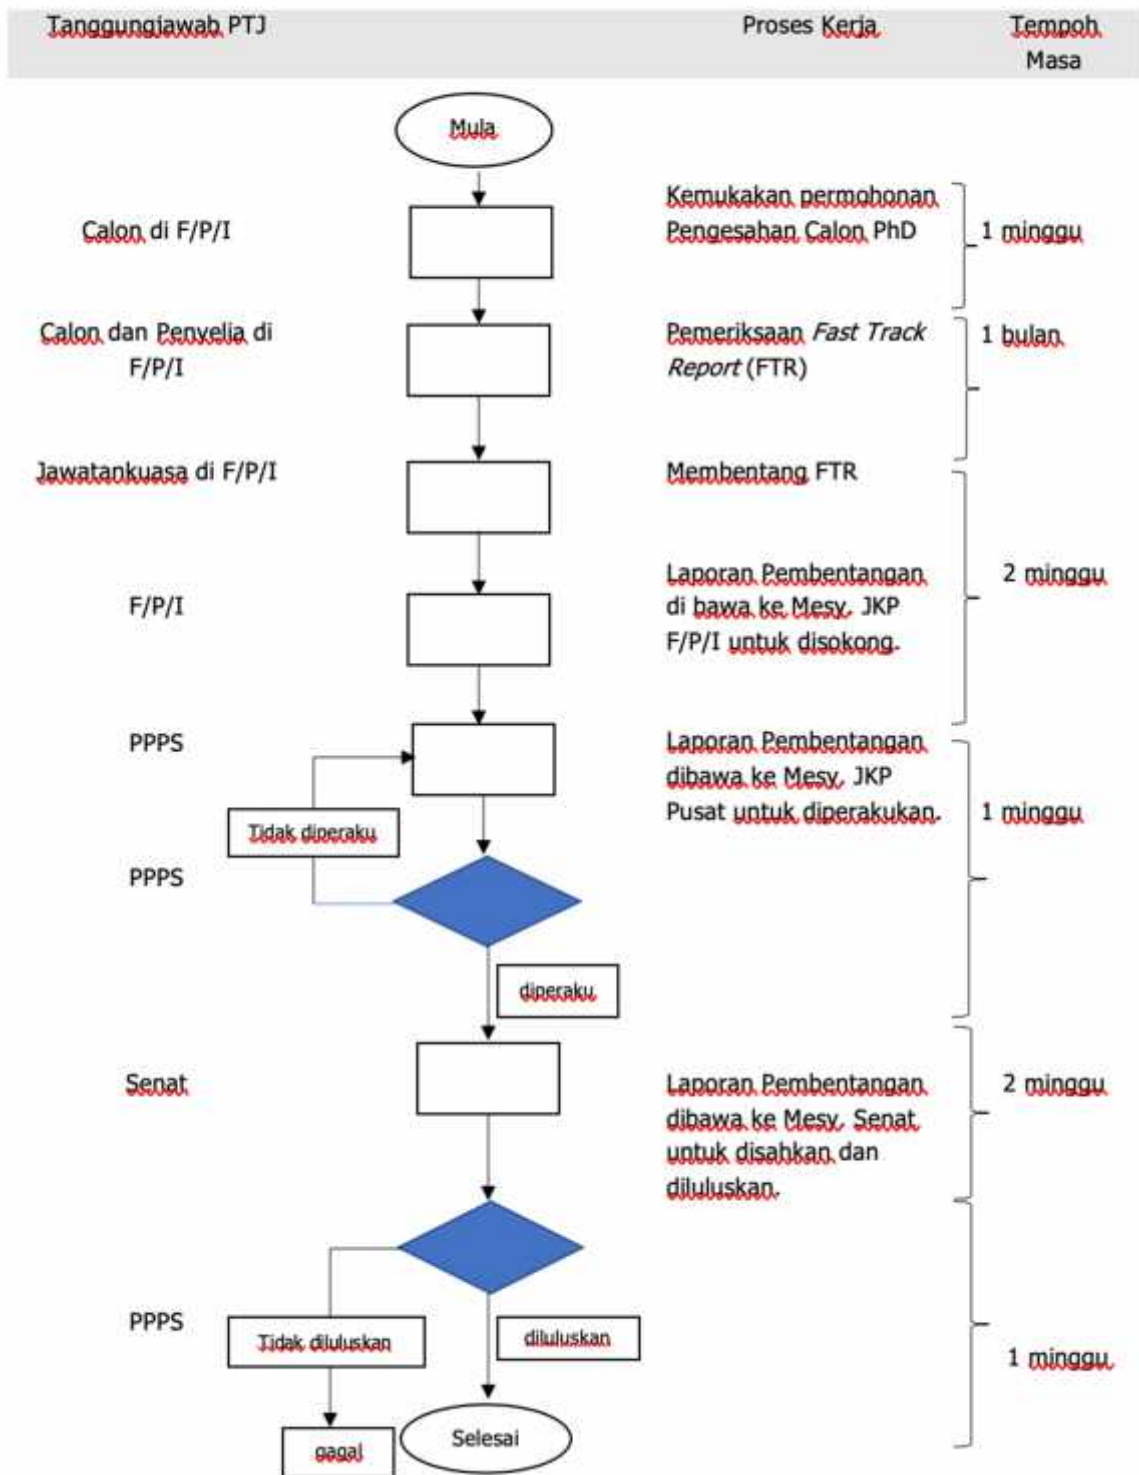 Tanggungjawab PTJ
Proses Kerja
Tempoh
Masa
Mula
Calon di F/P/I
Kemukakan permohonan
Pengesahan Calon PhD
1 minggu
Calon dan Penyelia di
F/P/I
Pemeriksaan Fast Track
Report (FTR)
1 bulan
Jawatankuasa di F/P/I
Membentang FTR
F/P/I
Laporan Pembentangan
di bawa ke Mesy. JKP
F/P/I untuk disokong.
2 minggu
PPPS
Laporan Pembentangan
dibawa ke Mesy. JKP
Pusat untuk diperakukan.
1 minggu
Tidak diperaku
PPPS
diperaku
Senat
Laporan Pembentangan
dibawa ke Mesy. Senat
untuk disahkan dan
diluluskan.
2 minggu
PPPS
Tidak diluluskan
diluluskan
1 minggu
gagal
Selesai